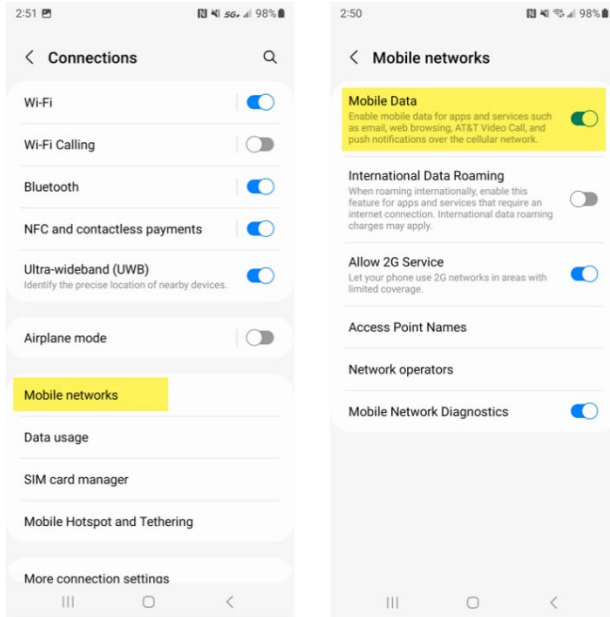 2:51 5G+ 98%
Connections
Wi-Fi
Wi-Fi Calling
Bluetooth
NFC and contactless payments
Ultra-wideband (UWB)
Identify the precise location of nearby devices.
Airplane mode
Mobile networks
Data usage
SIM card manager
Mobile Hotspot and Tethering
More connection settings
2:50 98%
Mobile networks
Mobile Data
Enable mobile data for apps and services such
as email, web browsing, AT&T Video Call, and
push notifications over the cellular network.
International Data Roaming
When roaming internationally, enable this
feature for apps and services that require an
internet connection. International data roaming
charges may apply.
Allow 2G Service
Let your phone use 2G networks in areas with
limited coverage.
Access Point Names
Network operators
Mobile Network Diagnostics